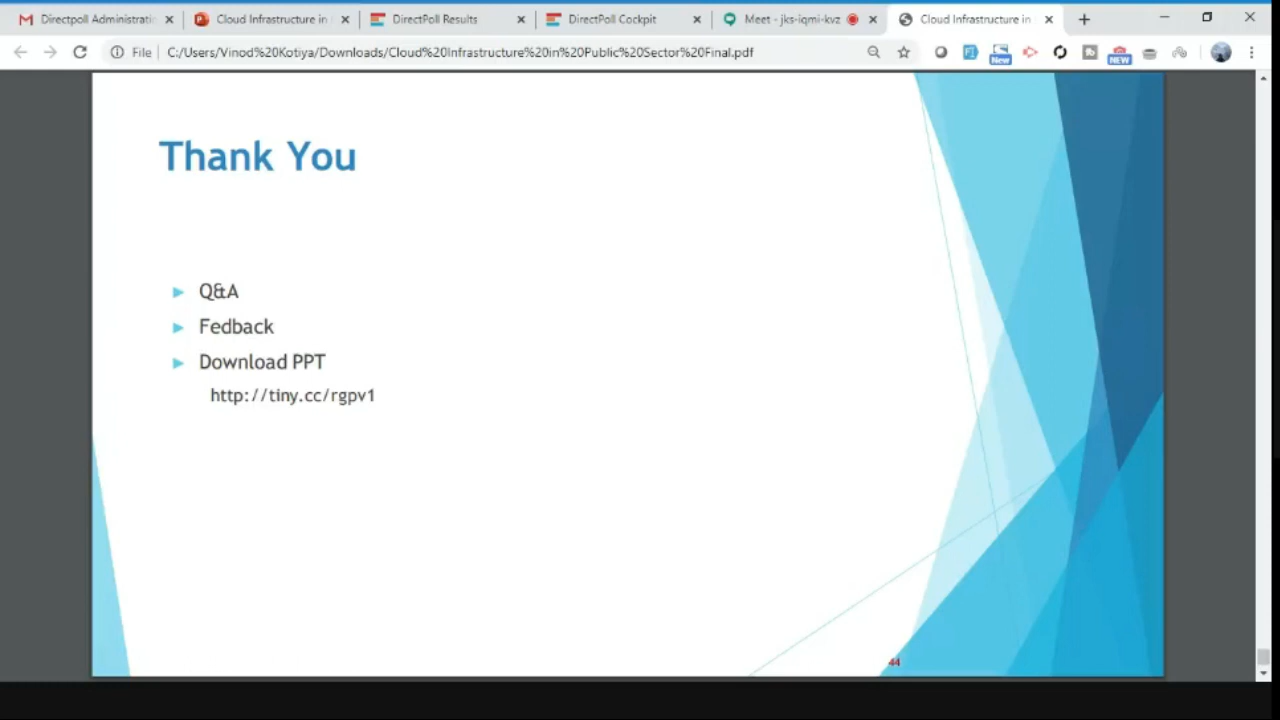 Directpoll Administrati
Cloud Infrastructure in
DirectPoll Results
DirectPoll Cockpit
Meet - jks-iqmi-kvz
Cloud Infrastructure in
File
C:/Users/Vinod%20Kotiya/Downloads/Cloud%20Infrastructure%20in%20Public%20Sector%20Final.pdf
New
NEW
Thank You
Q&A
Fedback
Download PPT
http://tiny.cc/rgpv1
44